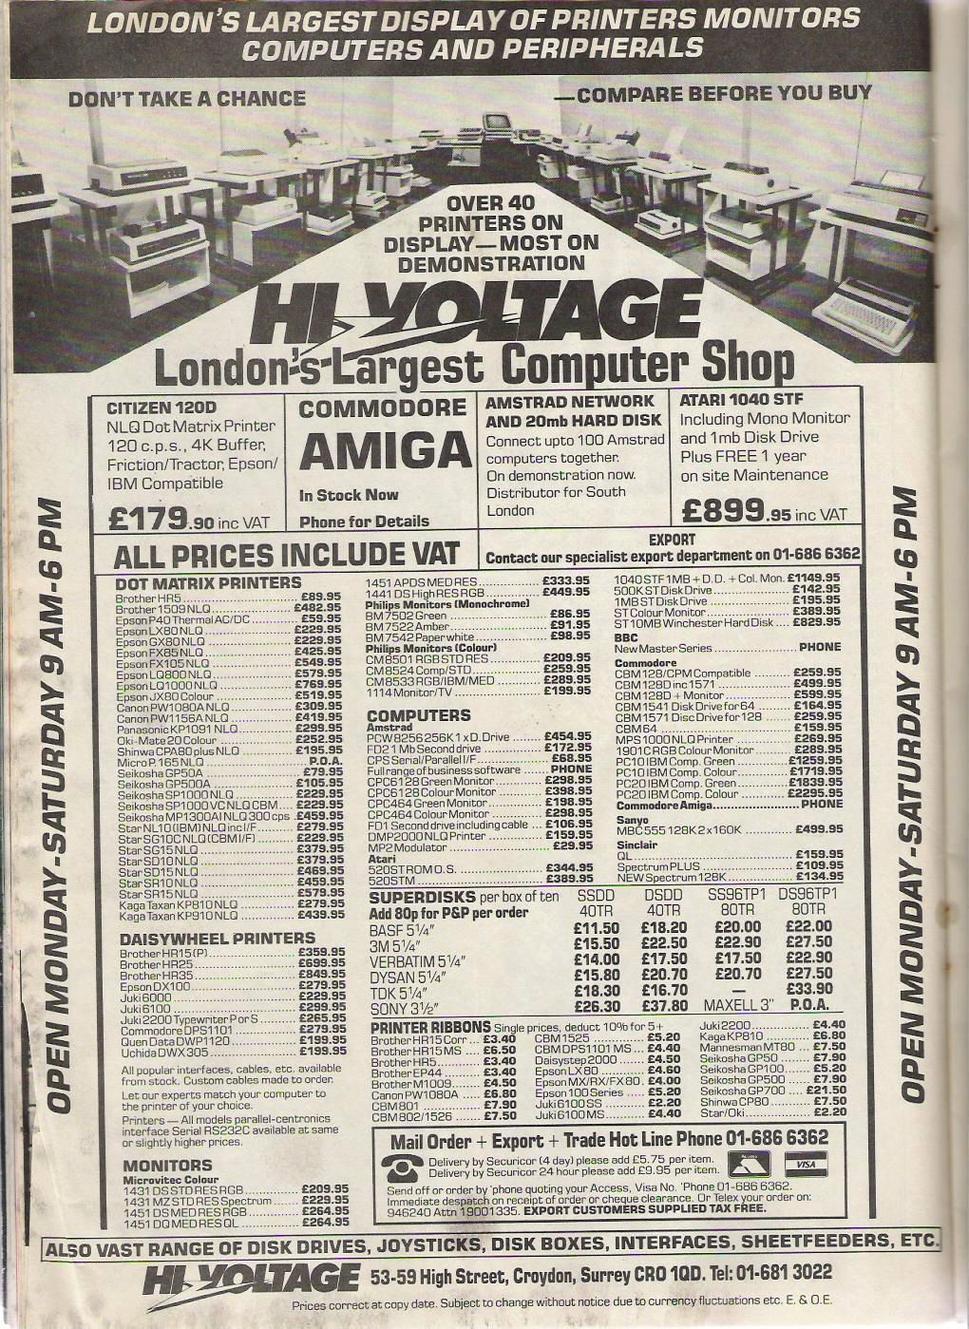 LONDON'S LARGEST DISPLAY OF PRINTERS MONITORS
COMPUTERS AND PERIPHERALS
DON'T TAKE A CHANCE
—COMPARE BEFORE YOU BUY
OVER 40
PRINTERS ON
DISPLAY—MOST ON
DEMONSTRATION
HI-VOLTAGE
London's Largest Computer Shop
CITIZEN 120D
NLQ Dot Matrix Printer
120 c.p.s., 4K Buffer,
Friction/Tractor, Epson/
IBM Compatible
£179.90 inc VAT
COMMODORE
AMIGA
In Stock Now
Phone for Details
AMSTRAD NETWORK
AND 20mb HARD DISK
Connect upto 100 Amstrad
computers together.
On demonstration now.
Distributor for South
London
ATARI 1040 STF
Including Mono Monitor
and 1mb Disk Drive
Plus FREE 1 year
on site Maintenance
£899.95 inc VAT
ALL PRICES INCLUDE VAT
EXPORT
Contact our specialist export department on 01-686 6362
OPEN MONDAY-SATURDAY 9 AM-6 PM
DOT MATRIX PRINTERS
Brother HR5 £89.95
Brother 1509 NLQ £482.95
Epson P40 Thermal AC/DC £59.95
Epson LX80 NLQ £229.95
Epson GX80 NLQ £229.95
Epson FX85 NLQ £425.95
Epson FX105 NLQ £549.95
Epson LQ800 NLQ £579.95
Epson LQ1000 NLQ £769.95
Epson JX80 Colour £519.95
Canon PW1080A NLQ £309.95
Canon PW1156A NLQ £419.95
Panasonic KP1091 NLQ £299.95
Oki-Mate 20 Colour £252.95
Shinwa CPA80 plus NLQ £195.95
Micro P. 165 NLQ P.O.A.
Seikosha GP50A £79.95
Seikosha GP500A £105.95
Seikosha SP1000 NLQ £229.95
Seikosha SP1000 VC NLQ CBM £229.95
Seikosha MP1300AI NLQ 300 cps £459.95
Star NL10 (IBM) NLQ incl I/F £279.95
Star SG10C NLQ (CBM I/F) £229.95
Star SG15 NLQ £379.95
Star SD10 NLQ £379.95
Star SD15 NLQ £469.95
Star SR10 NLQ £459.95
Star SR15 NLQ £579.95
Kaga Taxan KP810 NLQ £279.95
Kaga Taxan KP910 NLQ £439.95
DAISYWHEEL PRINTERS
Brother HR15 (P) £359.95
Brother HR25 £699.95
Brother HR35 £849.95
Epson DX100 £279.95
Juki 6000 £229.95
Juki 6100 £299.95
Juki 2200 Typewriter P or S £265.95
Commodore DPS1101 £279.95
Quen Data DWP1120 £199.95
Uchida DWX 305 £199.95
All popular interfaces, cables, etc. available
from stock. Custom cables made to order.
Let our experts match your computer to
the printer of your choice.
Printers — All models parallel-centronics
interface Serial RS232C available at same
or slightly higher prices.
MONITORS
Microvitec Colour
1431 DS STD RES RGB £209.95
1431 MZ STD RES Spectrum £229.95
1451 DS MED RES RGB £264.95
1451 DQ MED RES QL £264.95
1451 APDS MED RES £333.95
1441 DS High RES RGB £449.95
Philips Monitors (Monochrome)
BM7502 Green £86.95
BM7522 Amber £91.95
BM7542 Paper white £98.95
Philips Monitors (Colour)
CM8501 RGB STD RES £209.95
CM8524 Comp/STD £259.95
CM8533 RGB/IBM/MED £289.95
1114 Monitor/TV £199.95
COMPUTERS
Amstrad
PCW8256 256K 1 x D. Drive £454.95
FD2 1 Mb Second drive £172.95
CPS Serial/Parallel I/F £68.95
Full range of business software PHONE
CPC6128 Green Monitor £298.95
CPC6128 Colour Monitor £398.95
CPC464 Green Monitor £198.95
CPC464 Colour Monitor £298.95
FD1 Second drive including cable £106.95
DMP2000 NLQ Printer £159.95
MP2 Modulator £29.95
Atari
520ST ROM O.S. £344.95
520STM £389.95
1040STF 1MB + D.D. + Col. Mon. £1149.95
500K ST Disk Drive £142.95
1MB ST Disk Drive £195.95
ST Colour Monitor £389.95
ST 10MB Winchester Hard Disk £829.95
BBC
New Master Series PHONE
Commodore
CBM 128/CPM Compatible £259.95
CBM 128D inc 1571 £499.95
CBM 128D + Monitor £599.95
CBM 1541 Disk Drive for 64 £164.95
CBM 1571 Disc Drive for 128 £259.95
CBM 64 £159.95
MPS 1000 NLQ Printer £269.95
1901C RGB Colour Monitor £289.95
PC10 IBM Comp. Green £1259.95
PC10 IBM Comp. Colour £1719.95
PC20 IBM Comp. Green £1839.95
PC20 IBM Comp. Colour £2295.95
Commodore Amiga PHONE
Sanyo
MBC 555 128K 2 x 160K £499.95
Sinclair
QL £159.95
Spectrum PLUS £109.95
NEW Spectrum 128K £134.95
SUPERDISKS per box of ten SSDD DSDD SS96TP1 DS96TP1
Add 80p for P&P per order 40TR 40TR 80TR 80TR
BASF 5¼" £11.50 £18.20 £20.00 £22.00
3M 5¼" £15.50 £22.50 £22.90 £27.50
VERBATIM 5¼" £14.00 £17.50 £17.50 £22.90
DYSAN 5¼" £15.80 £20.70 £20.70 £27.50
TDK 5¼" £18.30 £16.70 — £33.90
SONY 3½" £26.30 £37.80 MAXELL 3" P.O.A.
PRINTER RIBBONS Single prices, deduct 10% for 5+
Brother HR15 Corr £3.40
Brother HR15 MS £6.50
Brother HR5 £3.40
Brother EP44 £3.40
Brother M1009 £4.50
Canon PW1080A £6.80
CBM 801 £7.90
CBM 802/1526 £7.50
CBM 1525 £5.20
CBM DPS1101 MS £4.40
Daisystep 2000 £4.50
Epson LX80 £4.60
Epson MX/RX/FX80 £4.00
Epson 100 Series £5.20
Juki 6100 SS £2.20
Juki 6100 MS £4.40
Juki 2200 £4.40
Kaga KP810 £6.80
Mannesman MT80 £7.50
Seikosha GP50 £7.90
Seikosha GP100 £5.20
Seikosha GP500 £7.90
Seikosha GP700 £21.50
Shinwa CP80 £7.50
Star/Oki £2.20
Mail Order + Export + Trade Hot Line Phone 01-686 6362
Delivery by Securicor (4 day) please add £5.75 per item.
Delivery by Securicor 24 hour please add £9.95 per item.
VISA
Send off or order by 'phone quoting your Access, Visa No. 'Phone 01-686 6362.
Immediate despatch on receipt of order or cheque clearance. Or Telex your order on:
946240 Attn 19001335. EXPORT CUSTOMERS SUPPLIED TAX FREE.
OPEN MONDAY-SATURDAY 9 AM-6 PM
ALSO VAST RANGE OF DISK DRIVES, JOYSTICKS, DISK BOXES, INTERFACES, SHEETFEEDERS, ETC.
HI-VOLTAGE 53-59 High Street, Croydon, Surrey CR0 1QD. Tel: 01-681 3022
Prices correct at copy date. Subject to change without notice due to currency fluctuations etc. E. & O.E.